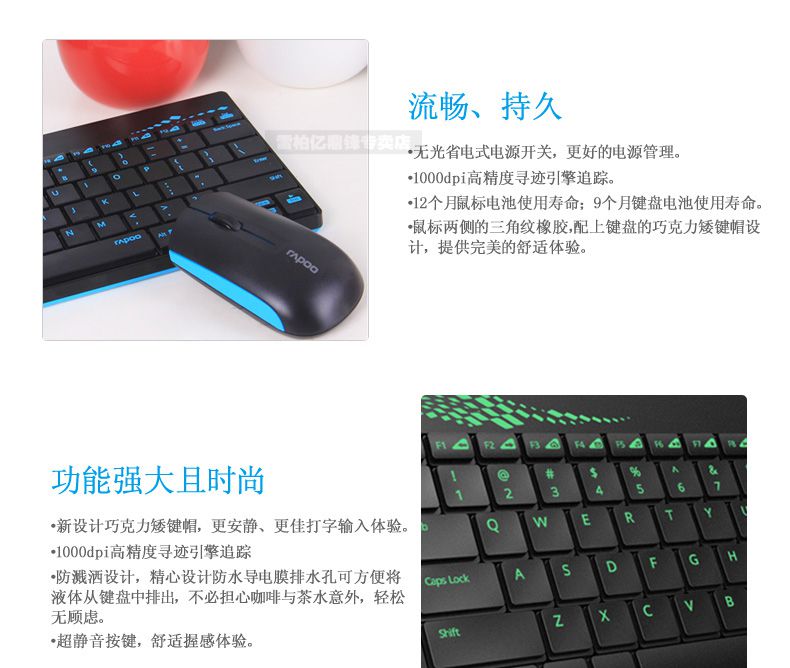 流畅、持久
•无光省电式电源开关，更好的电源管理。
•1000dpi高精度寻迹引擎追踪。
•12个月鼠标电池使用寿命；9个月键盘电池使用寿命。
•鼠标两侧的三角纹橡胶,配上键盘的巧克力矮键帽设
计，提供完美的舒适体验。
rapoo
rapoo
Back Space
Enter
Shift
Alt
功能强大且时尚
•新设计巧克力矮键帽，更安静、更佳打字输入体验。
•1000dpi高精度寻迹引擎追踪
•防溅洒设计，精心设计防水导电膜排水孔可方便将
液体从键盘中排出，不必担心咖啡与茶水意外，轻松
无顾虑。
•超静音按键，舒适握感体验。
F1 F2 F3 F4 F5 F6 F7 F8
! @ # $ % ^ &
1 2 3 4 5 6 7
Q W E R T Y U
Caps Lock A S D F G H
Shift Z X C V B